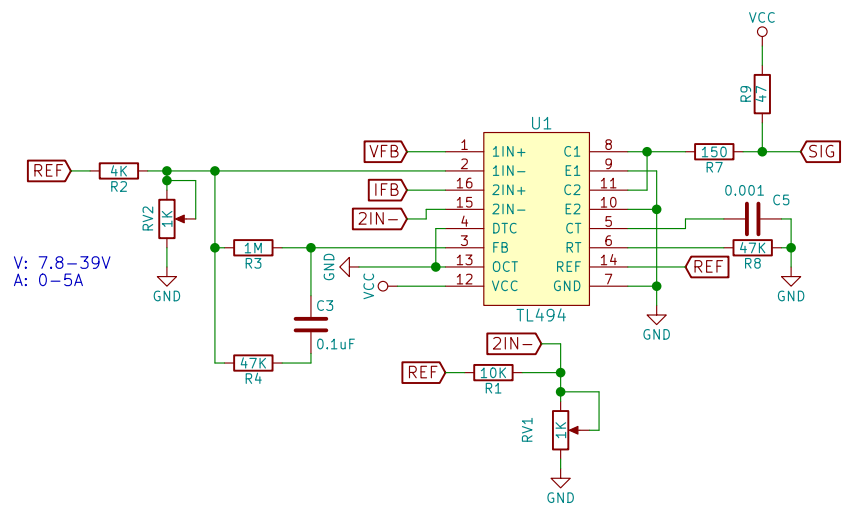 VCC
R9
47
U1
VFB
1
1IN+
C1
8
150
R7
SIG
REF
4K
R2
2
1IN-
E1
9
IFB
16
2IN+
C2
11
0.001
C5
RV2
1K
2IN-
15
2IN-
E2
10
4
DTC
CT
5
1M
R3
3
FB
RT
6
47K
R8
V: 7.8-39V
A: 0-5A
GND
13
OCT
REF
14
REF
GND
VCC
12
VCC
GND
7
GND
C3
0.1uF
TL494
GND
47K
R4
2IN-
REF
10K
R1
RV1
1K
GND